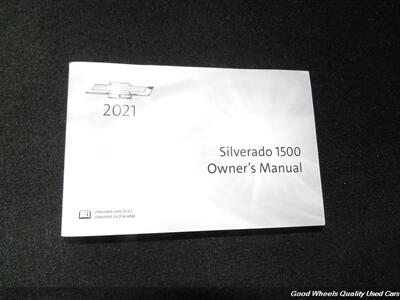 2021
Silverado 1500
Owner's Manual
chevrolet.com (U.S.)
chevrolet.ca (Canada)
Good Wheels Quality Used Cars